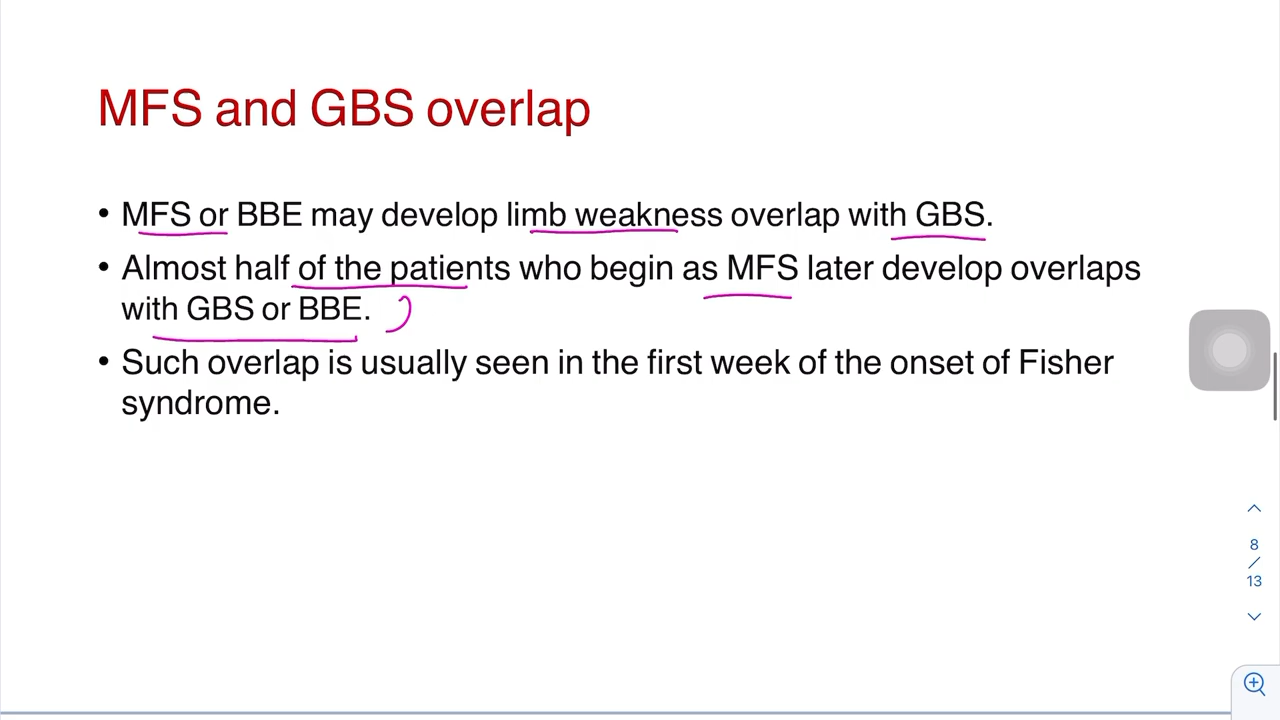 MFS and GBS overlap
• MFS or BBE may develop limb weakness overlap with GBS.
• Almost half of the patients who begin as MFS later develop overlaps
with GBS or BBE.
• Such overlap is usually seen in the first week of the onset of Fisher
syndrome.
8
/
13